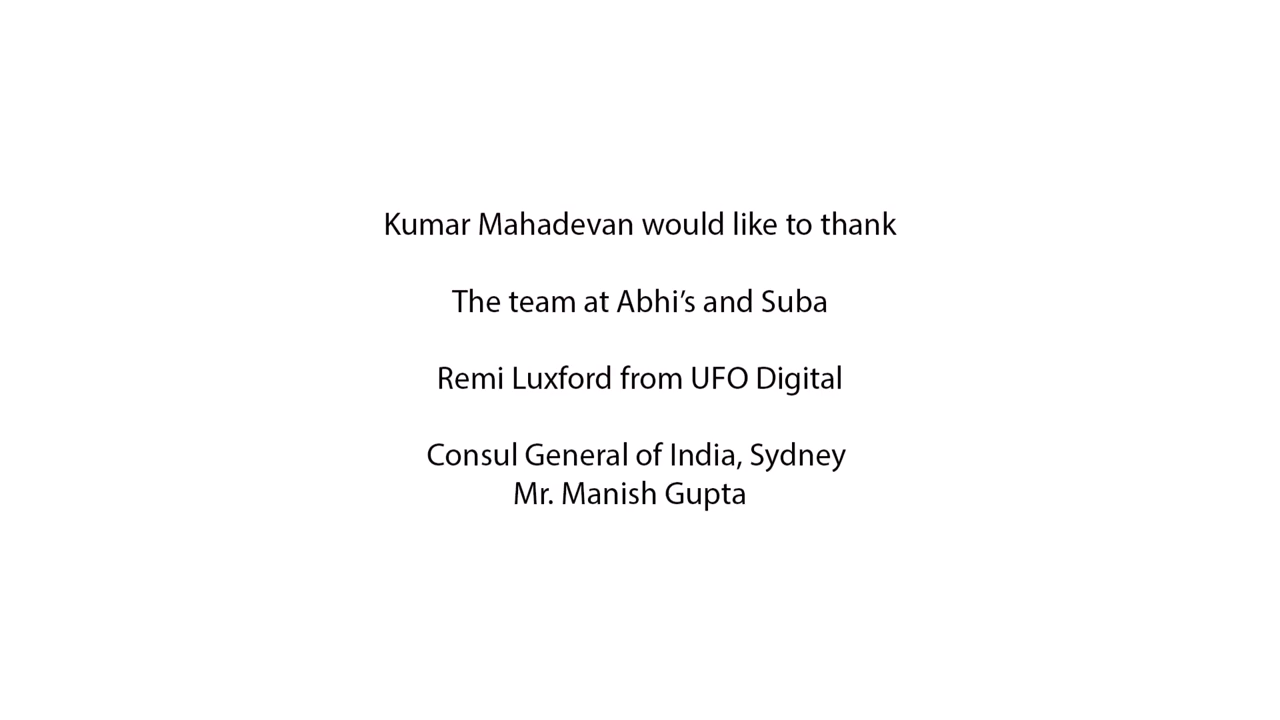 Kumar Mahadevan would like to thank
The team at Abhi’s and Suba
Remi Luxford from UFO Digital
Consul General of India, Sydney
Mr. Manish Gupta